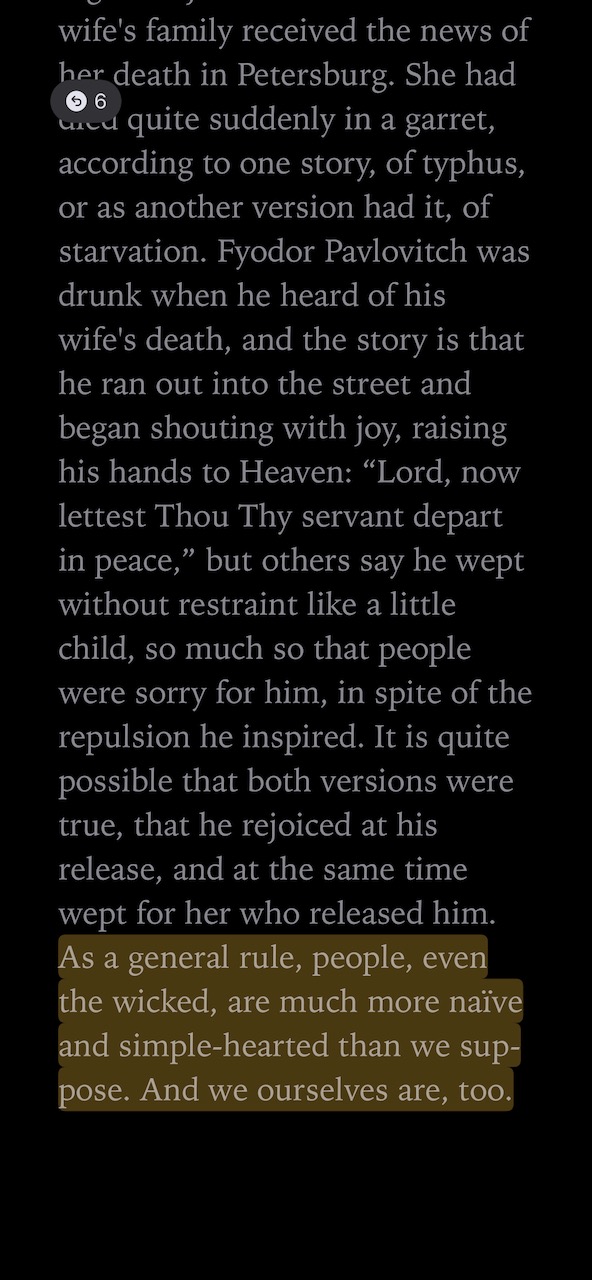 wife's family received the news of
her death in Petersburg. She had
6
died quite suddenly in a garret,
according to one story, of typhus,
or as another version had it, of
starvation. Fyodor Pavlovitch was
drunk when he heard of his
wife's death, and the story is that
he ran out into the street and
began shouting with joy, raising
his hands to Heaven: “Lord, now
lettest Thou Thy servant depart
in peace,” but others say he wept
without restraint like a little
child, so much so that people
were sorry for him, in spite of the
repulsion he inspired. It is quite
possible that both versions were
true, that he rejoiced at his
release, and at the same time
wept for her who released him.
As a general rule, people, even
the wicked, are much more naïve
and simple-hearted than we sup-
pose. And we ourselves are, too.